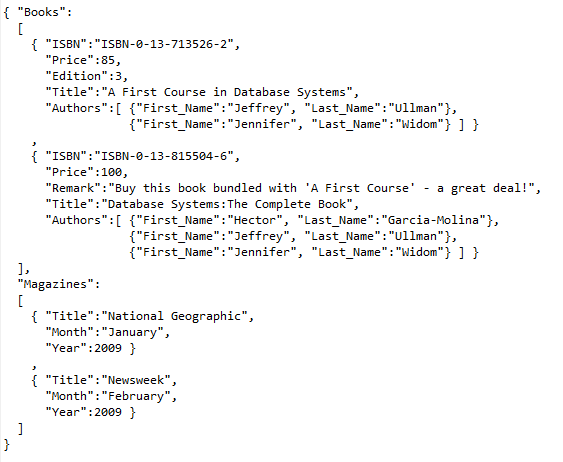 { "Books":
  [
    { "ISBN":"ISBN-0-13-713526-2",
      "Price":85,
      "Edition":3,
      "Title":"A First Course in Database Systems",
      "Authors":[ {"First_Name":"Jeffrey", "Last_Name":"Ullman"},
                  {"First_Name":"Jennifer", "Last_Name":"Widom"} ] }
    ,
    { "ISBN":"ISBN-0-13-815504-6",
      "Price":100,
      "Remark":"Buy this book bundled with 'A First Course' - a great deal!",
      "Title":"Database Systems:The Complete Book",
      "Authors":[ {"First_Name":"Hector", "Last_Name":"Garcia-Molina"},
                  {"First_Name":"Jeffrey", "Last_Name":"Ullman"},
                  {"First_Name":"Jennifer", "Last_Name":"Widom"} ] }
  ],
  "Magazines":
  [
    { "Title":"National Geographic",
      "Month":"January",
      "Year":2009 }
    ,
    { "Title":"Newsweek",
      "Month":"February",
      "Year":2009 }
  ]
}